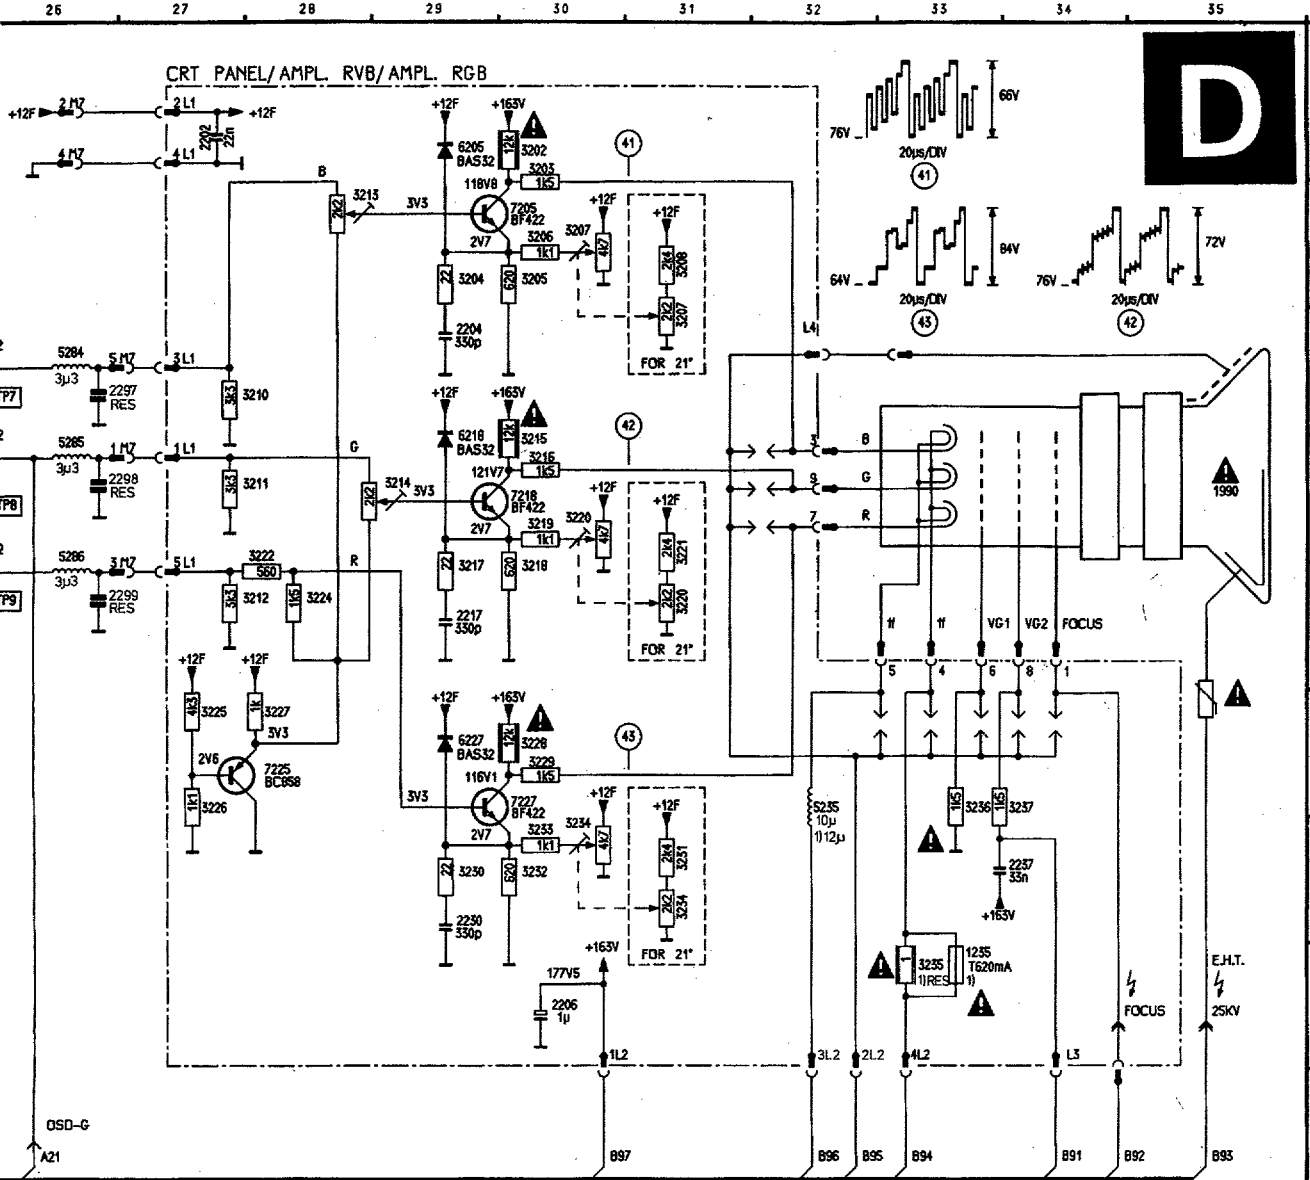 26 27 28 29 30 31 32 33 34 35
CRT PANEL/AMPL. RVB/AMPL. RGB
D
+12F 2 M7 2 L1 +12F
2202 22n
4 M7 4 L1
+12F +163V
6205 BAS32
12k 3202
41
3203 1k5
118V8
B
3213 2k2
3V3
7205 BF422
2V7
3206 1k1
3207 4k7
+12F
+12F
2k4 3208
2k2 3207
FOR 21"
22 3204
620 3205
2204 330p
76V
66V
20µs/DIV
41
64V
84V
20µs/DIV
43
76V
72V
20µs/DIV
42
L4
5284 3µ3
5 M7 3 L1
2297 RES
TP7
3k3 3210
+12F +163V
6218 BAS32
12k 3215
42
3216 1k5
121V7
5285 3µ3
1 M7 1 L1
2298 RES
TP8
3k3 3211
G
2k2 3214
3V3
7218 BF422
2V7
3219 1k1
3220 4k7
+12F
+12F
2k4 3221
2k2 3220
FOR 21"
22 3217
620 3218
2217 330p
5286 3µ3
3 M7 5 L1
2299 RES
TP9
3k3 3212
3222 560
1k5 3224
R
3 B
9 G
7 R
1990
1f 1f VG1 VG2 FOCUS
5 4 6 8 1
+12F +12F
4k3 3225
1k 3227
3V3
2V6
7225 BC858
1k1 3226
+12F +163V
6227 BAS32
12k 3228
43
3229 1k5
116V1
3V3
7227 BF422
2V7
3233 1k1
3234 4k7
+12F
+12F
2k4 3231
2k2 3234
FOR 21"
22 3230
620 3232
2230 330p
5235
10µ
1)12µ
1k5 3236
1k5 3237
2237 33n
+163V
+163V
177V5
2206 1µ
1 3235
1)RES
1235
T620mA
1)
FOCUS
E.H.T.
25KV
1L2 3L2 2L2 4L2 L3
OSD-G
A21 B97 B96 B95 B94 B91 B92 B93